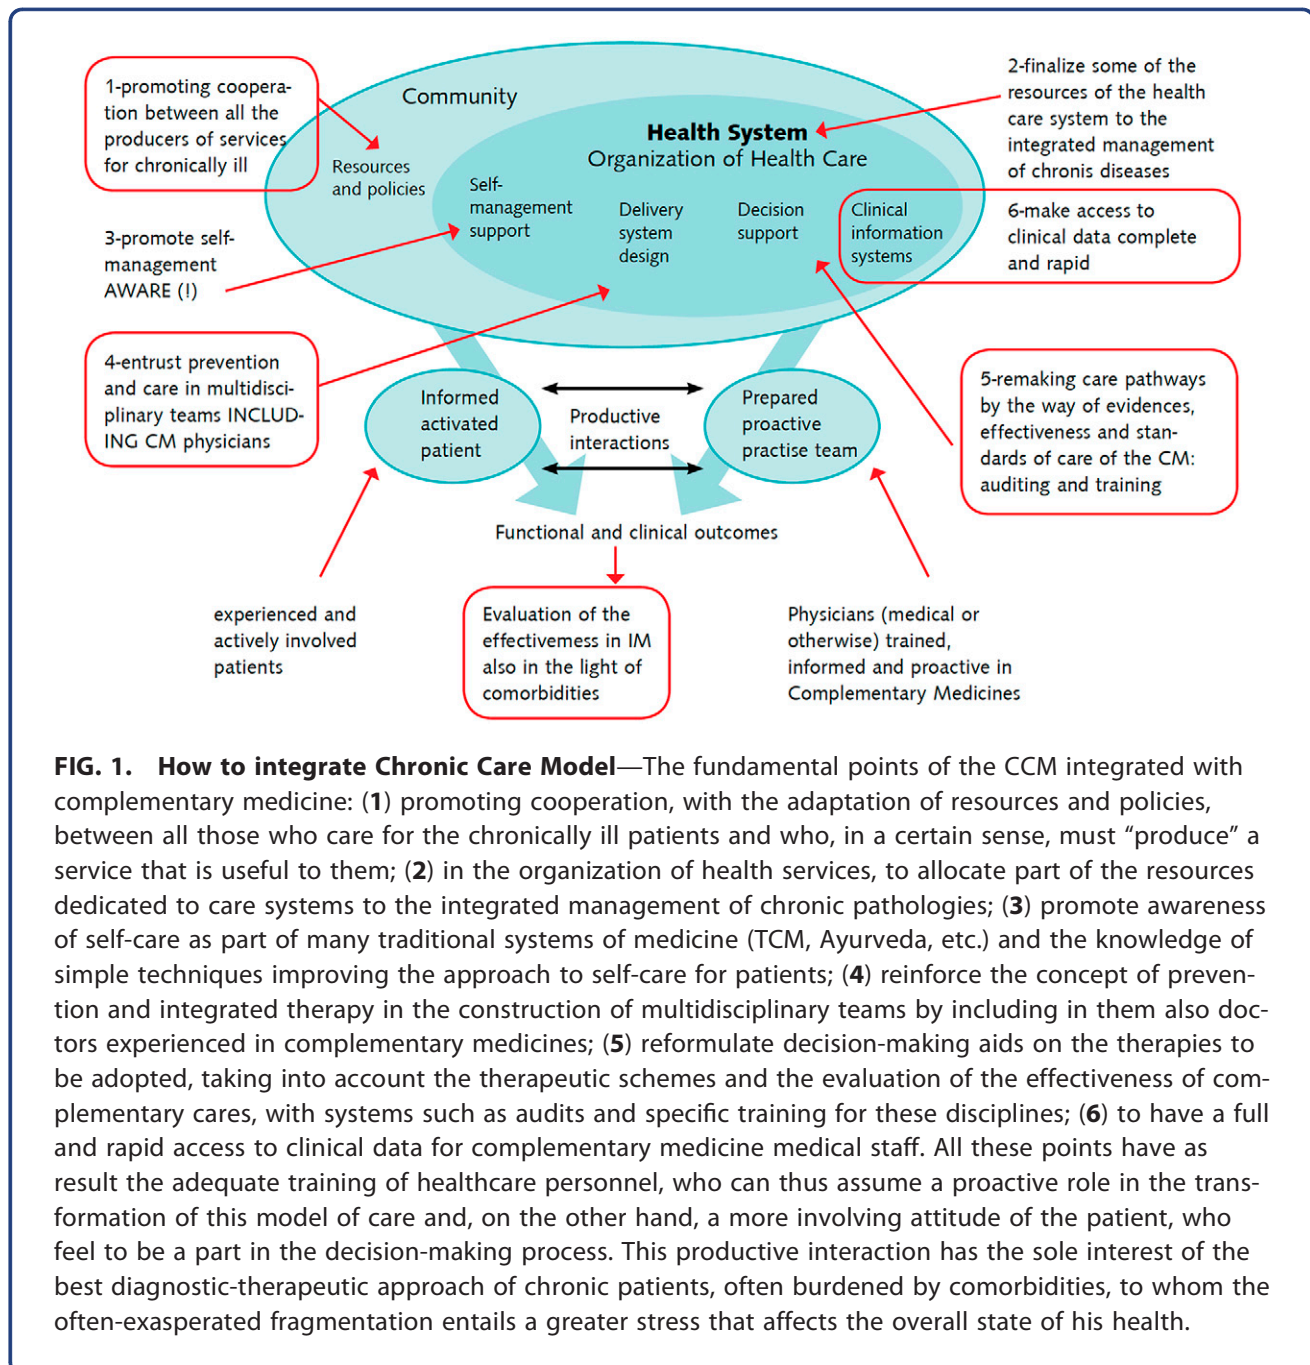 1-promoting coopera-
tion between all the
producers of services
for chronically ill
Community
Resources
and policies
Health System
Organization of Health Care
Self-
management
support
Delivery
system
design
Decision
support
Clinical
information
systems
2-finalize some of the
resources of the health
care system to the
integrated management
of chronis diseases
6-make access to
clinical data complete
and rapid
3-promote self-
management
AWARE (!)
4-entrust prevention
and care in multidisci-
plinary teams INCLUD-
ING CM physicians
5-remaking care pathways
by the way of evidences,
effectiveness and stan-
dards of care of the CM:
auditing and training
Informed
activated
patient
Productive
interactions
Prepared
proactive
practise team
Functional and clinical outcomes
experienced and
actively involved
patients
Evaluation of the
effectiveness in IM
also in the light of
comorbidities
Physicians (medical or
otherwise) trained,
informed and proactive in
Complementary Medicines
FIG. 1. How to integrate Chronic Care Model—The fundamental points of the CCM integrated with
complementary medicine: (1) promoting cooperation, with the adaptation of resources and policies,
between all those who care for the chronically ill patients and who, in a certain sense, must “produce” a
service that is useful to them; (2) in the organization of health services, to allocate part of the resources
dedicated to care systems to the integrated management of chronic pathologies; (3) promote awareness
of self-care as part of many traditional systems of medicine (TCM, Ayurveda, etc.) and the knowledge of
simple techniques improving the approach to self-care for patients; (4) reinforce the concept of preven-
tion and integrated therapy in the construction of multidisciplinary teams by including in them also doc-
tors experienced in complementary medicines; (5) reformulate decision-making aids on the therapies to
be adopted, taking into account the therapeutic schemes and the evaluation of the effectiveness of com-
plementary cares, with systems such as audits and specific training for these disciplines; (6) to have a full
and rapid access to clinical data for complementary medicine medical staff. All these points have as
result the adequate training of healthcare personnel, who can thus assume a proactive role in the trans-
formation of this model of care and, on the other hand, a more involving attitude of the patient, who
feel to be a part in the decision-making process. This productive interaction has the sole interest of the
best diagnostic-therapeutic approach of chronic patients, often burdened by comorbidities, to whom the
often-exasperated fragmentation entails a greater stress that affects the overall state of his health.